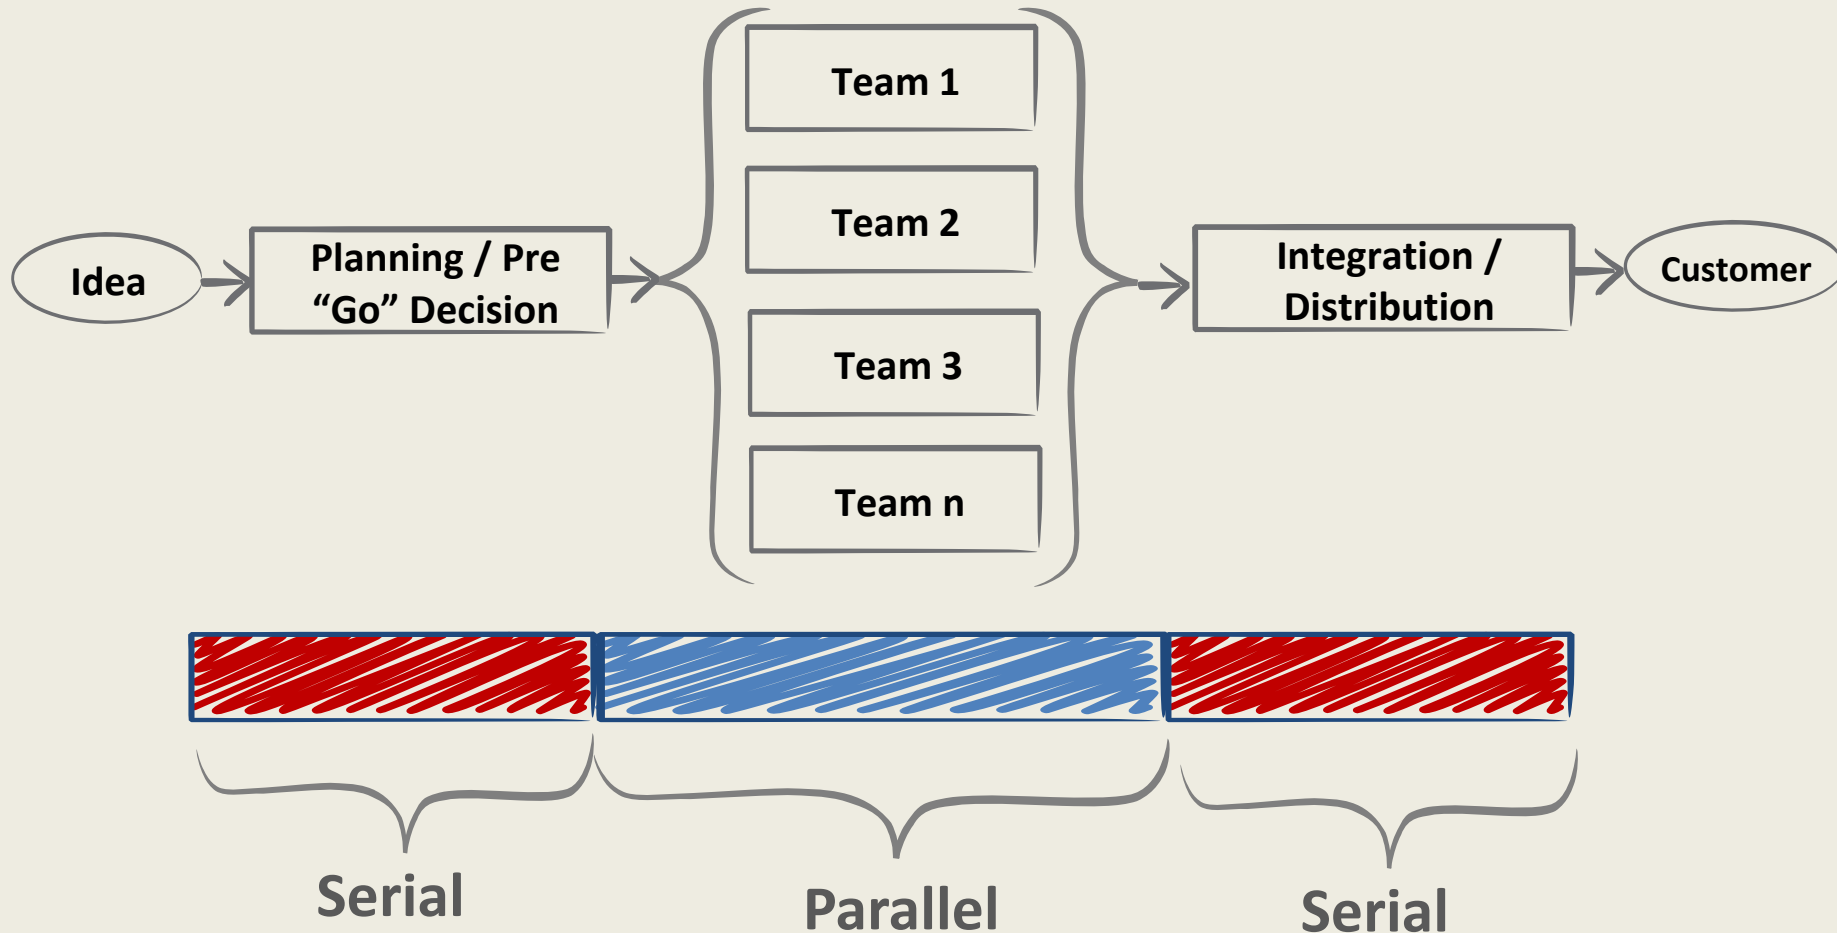 Idea
Planning / Pre
“Go” Decision
Team 1
Team 2
Team 3
Team n
Integration /
Distribution
Customer
Serial
Parallel
Serial